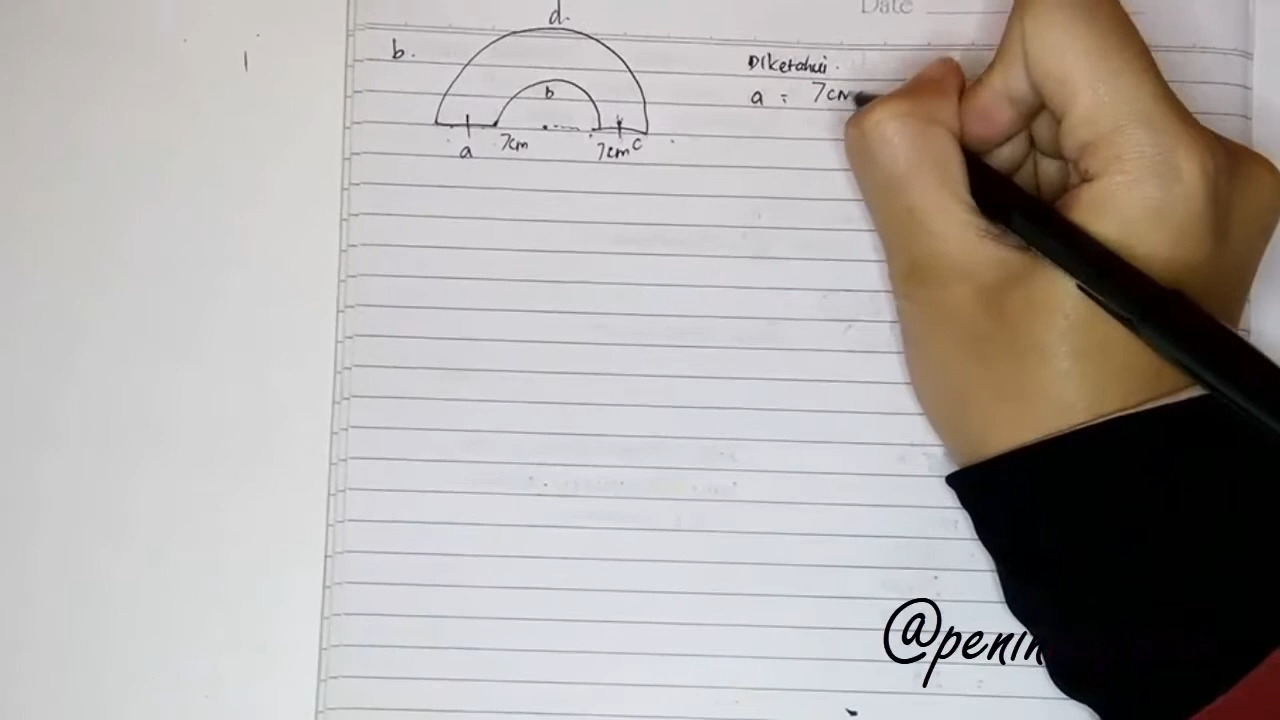 Date
d.
b.
Diketahui.
b
a = 7cm
a
7cm
7cm
c
@penin